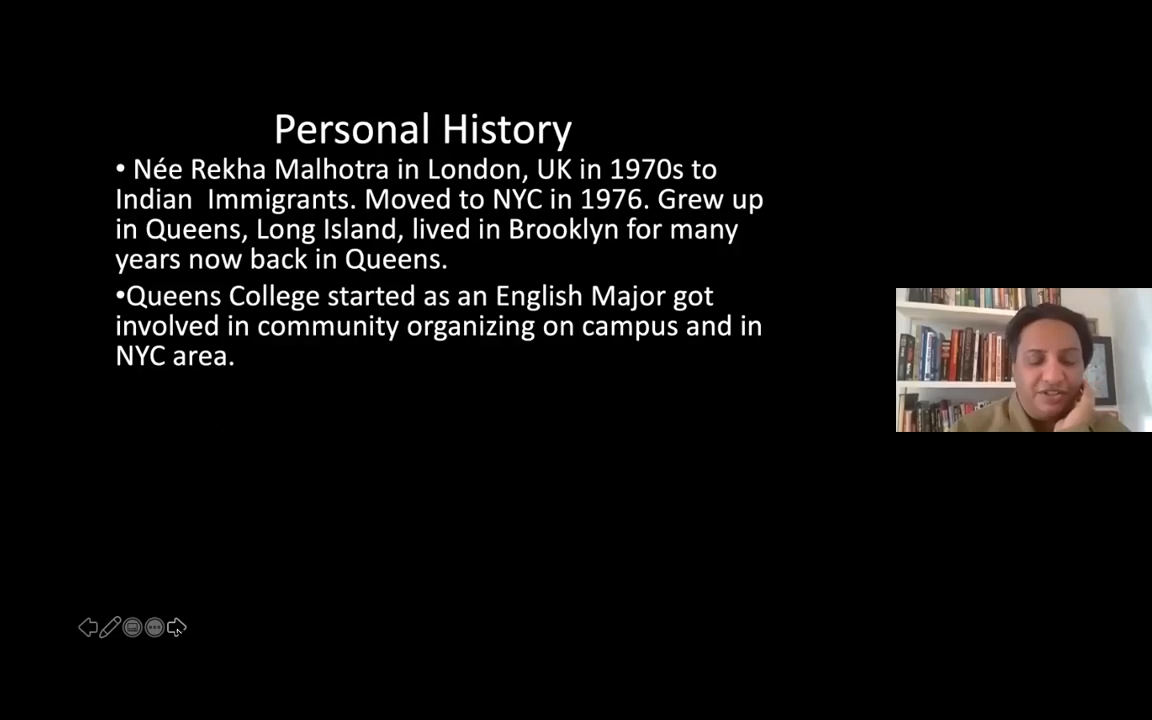 Personal History
• Née Rekha Malhotra in London, UK in 1970s to
Indian  Immigrants. Moved to NYC in 1976. Grew up
in Queens, Long Island, lived in Brooklyn for many
years now back in Queens.
•Queens College started as an English Major got
involved in community organizing on campus and in
NYC area.